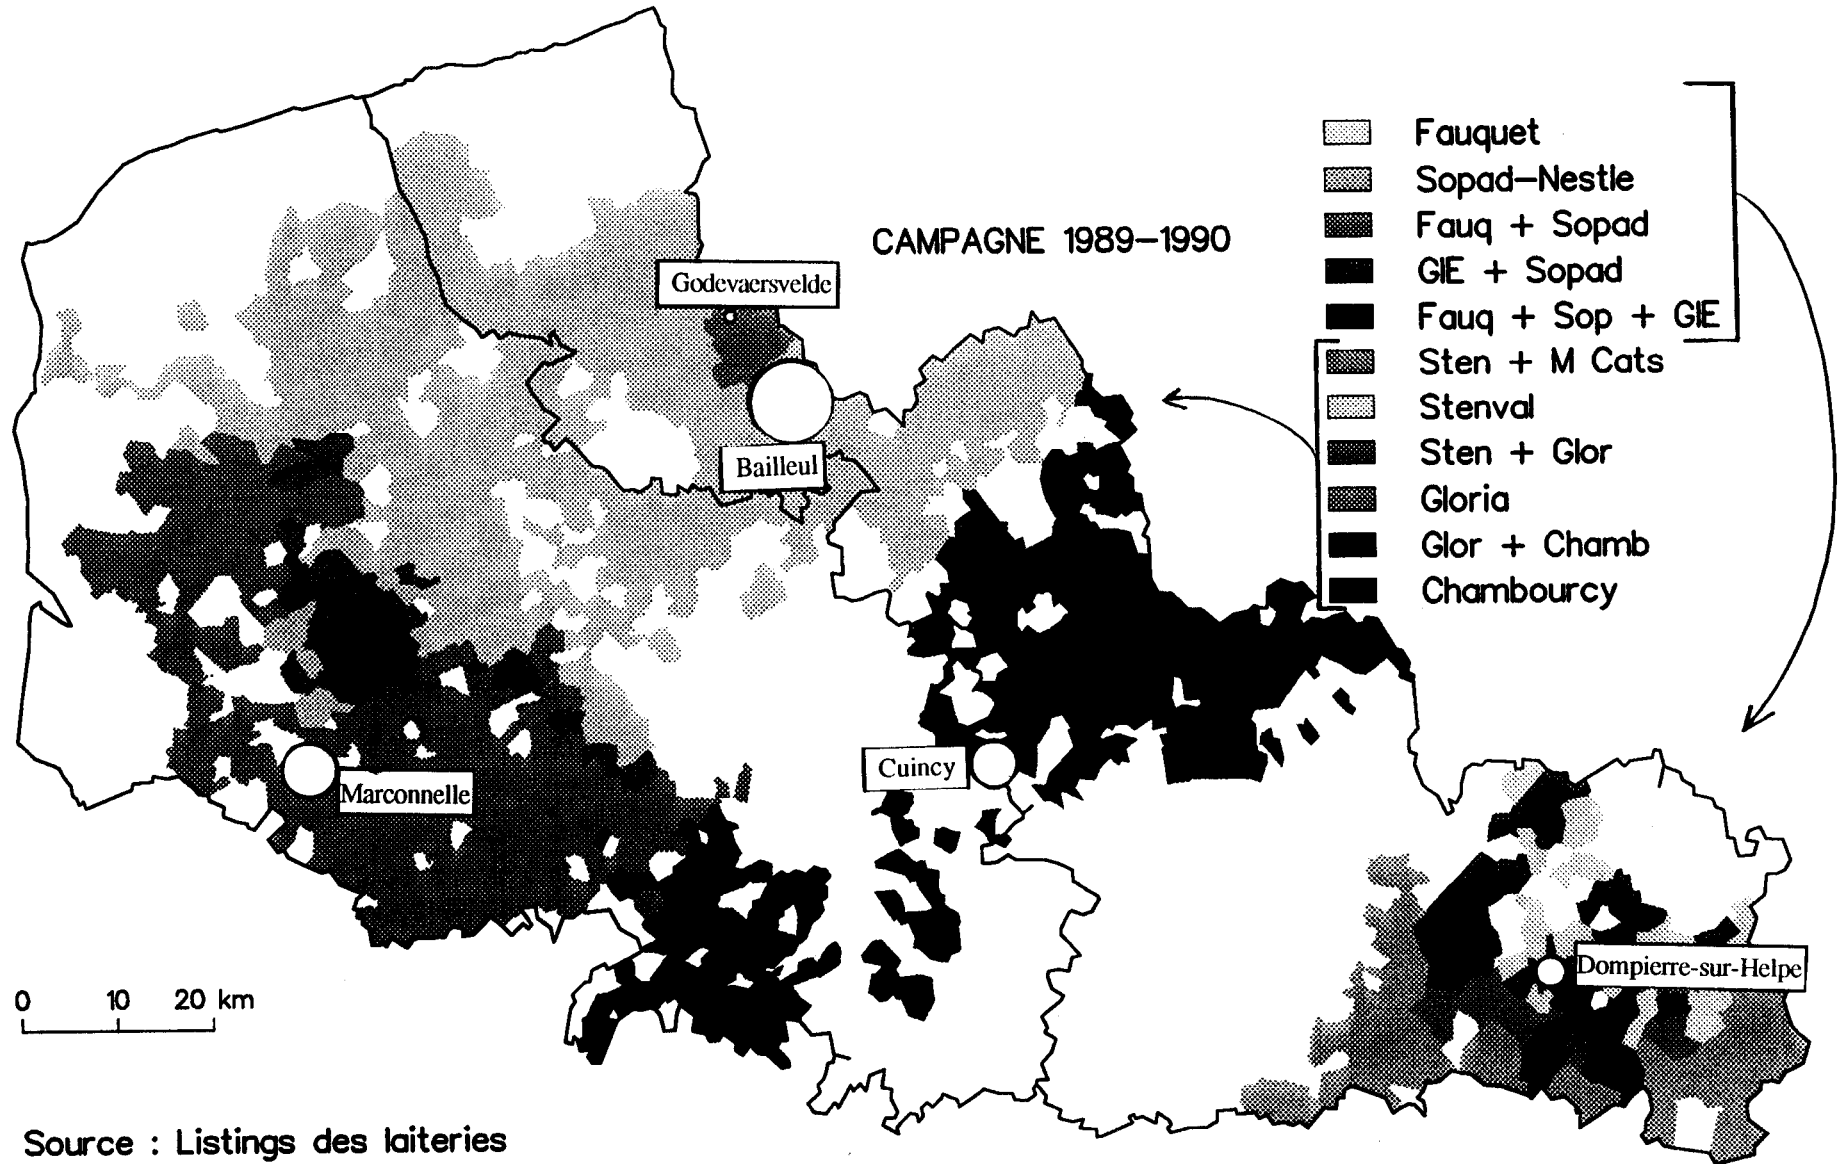 CAMPAGNE 1989-1990
Fauquet
Sopad-Nestle
Fauq + Sopad
GIE + Sopad
Fauq + Sop + GIE
Sten + M Cats
Stenval
Sten + Glor
Gloria
Glor + Chamb
Chambourcy
Godevaersvelde
Bailleul
Cuincy
Marconnelle
Dompierre-sur-Helpe
0 10 20 km
Source : Listings des laiteries